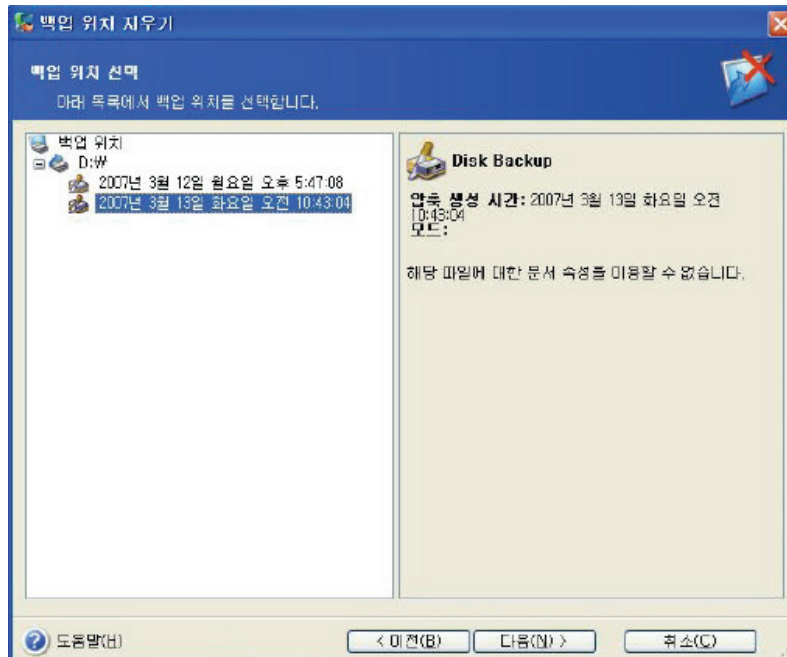 백업 위치 지우기
백업 위치 선택
아래 목록에서 백업 위치를 선택합니다.
백업 위치
D:₩
2007년 3월 12일 월요일 오후 5:47:08
2007년 3월 13일 화요일 오전 10:43:04
Disk Backup
압축 생성 시간: 2007년 3월 13일 화요일 오전
10:43:04
모드:
해당 파일에 대한 문서 속성를 이용할 수 없습니다.
도움말(H)
< 이전(B)
다음(N) >
취소(C)